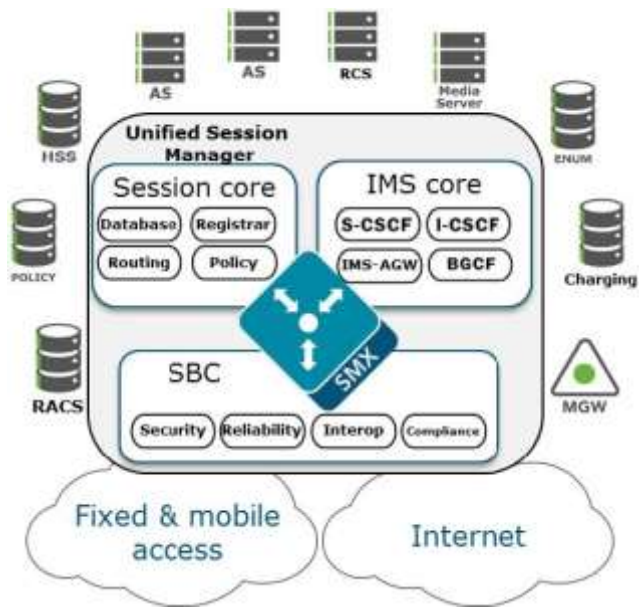 AS
AS
RCS
Media
Server
HSS
ENUM
POLICY
Charging
RACS
MGW
Unified Session
Manager
Session core
Database
Registrar
Routing
Policy
IMS core
S-CSCF
I-CSCF
IMS-AGW
BGCF
SMX
SBC
Security
Reliability
Interop
Compliance
Fixed & mobile
access
Internet